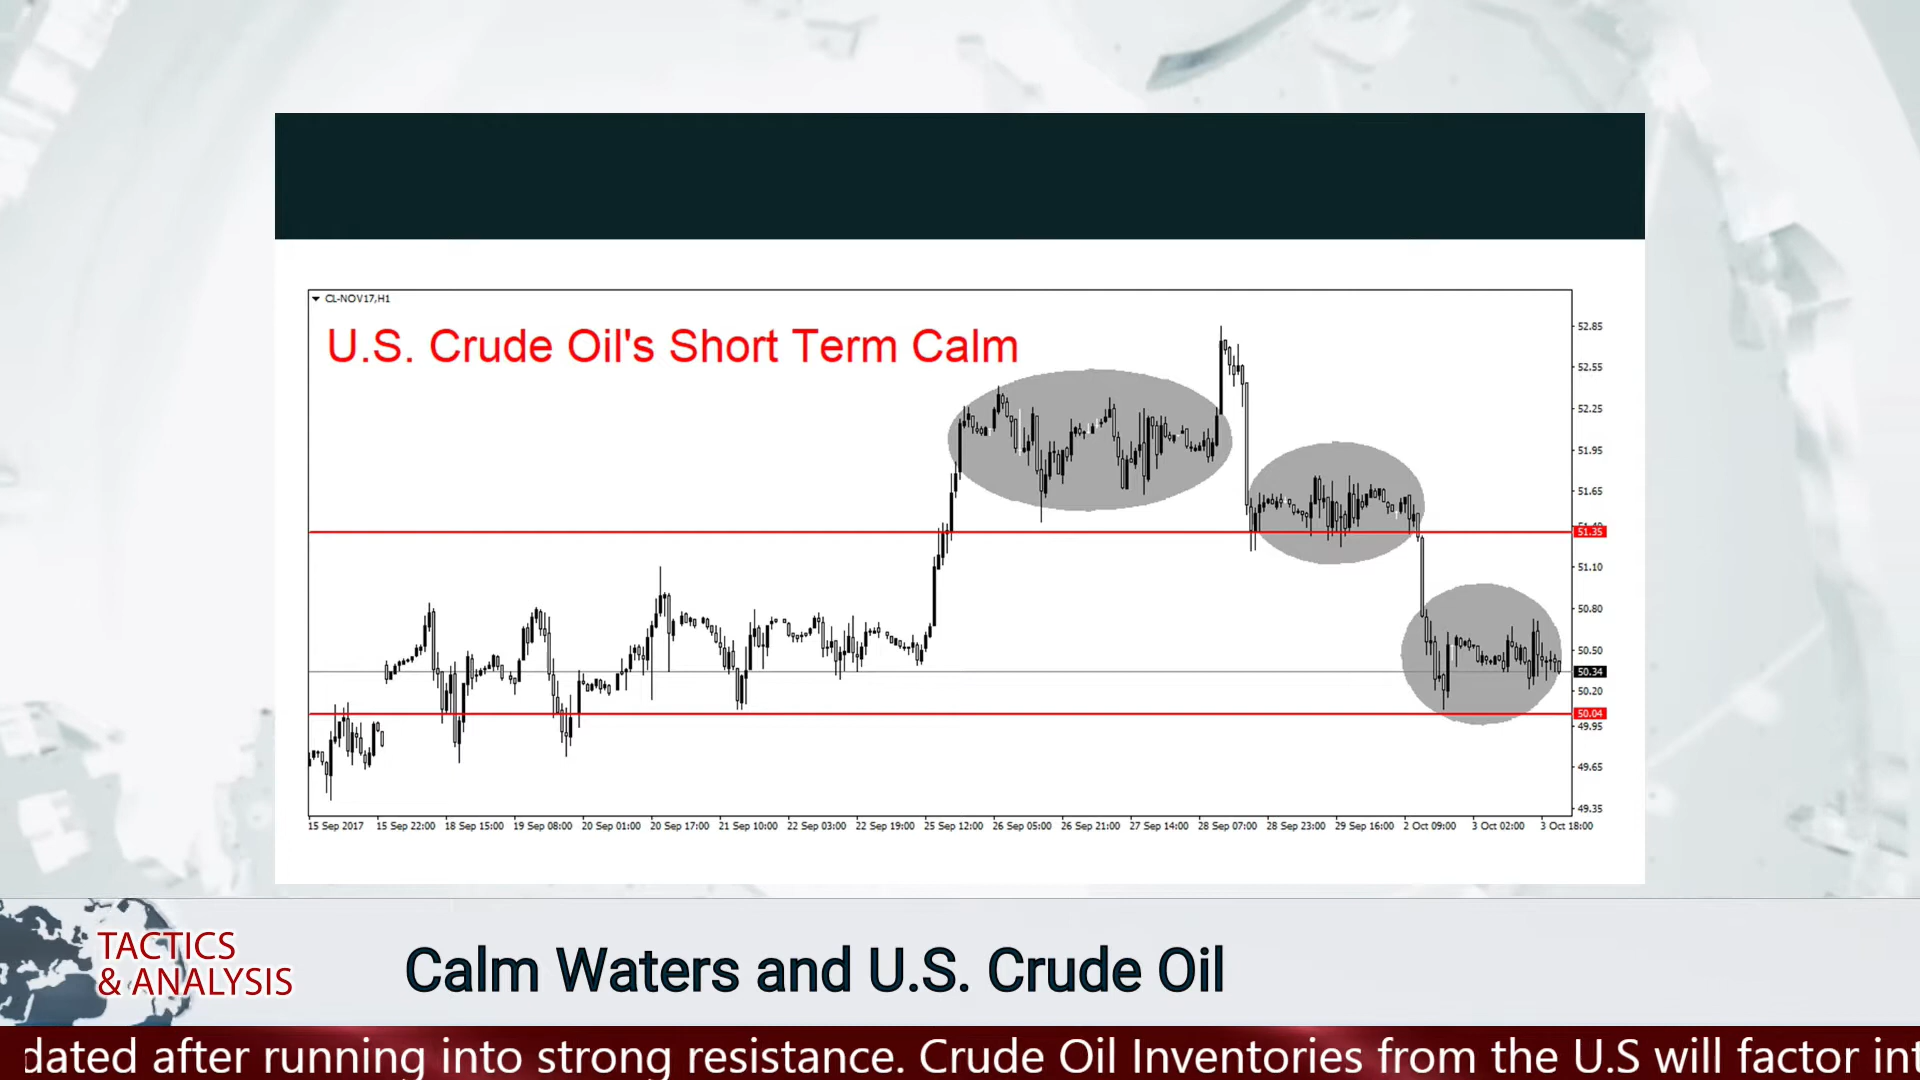 CL-NOV17,H1
U.S. Crude Oil's Short Term Calm
52.85
52.55
52.25
51.95
51.65
51.35
51.10
50.80
50.50
50.34
50.20
50.04
49.95
49.65
49.35
15 Sep 2017 15 Sep 22:00 18 Sep 15:00 19 Sep 08:00 20 Sep 01:00 20 Sep 17:00 21 Sep 10:00 22 Sep 03:00 22 Sep 19:00 25 Sep 12:00 26 Sep 05:00 26 Sep 21:00 27 Sep 14:00 28 Sep 07:00 28 Sep 23:00 29 Sep 16:00 2 Oct 09:00 3 Oct 02:00 3 Oct 18:00
TACTICS
& ANALYSIS
Calm Waters and U.S. Crude Oil
dated after running into strong resistance. Crude Oil Inventories from the U.S will factor int